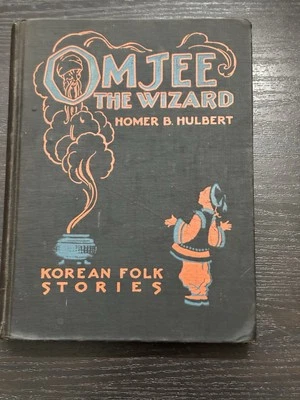 OMJEE
THE WIZARD
HOMER B. HULBERT
KOREAN FOLK
STORIES